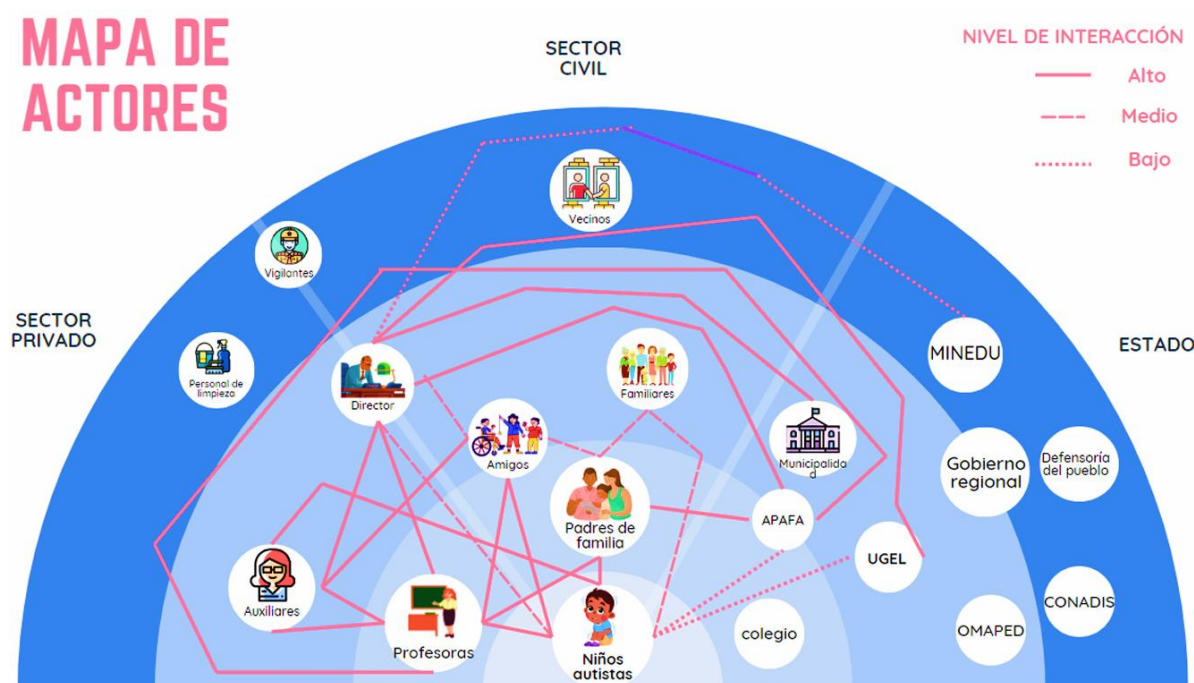 MAPA DE
ACTORES
SECTOR
CIVIL
NIVEL DE INTERACCIÓN
Alto
Medio
Bajo
Vecinos
Vigilantes
SECTOR
PRIVADO
Personal de
limpieza
Director
Familiares
MINEDU
ESTADO
Amigos
Municipalida
d
Gobierno
regional
Defensoría
del pueblo
Padres de
familia
APAFA
UGEL
Auxiliares
Profesoras
Niños
autistas
colegio
OMAPED
CONADIS